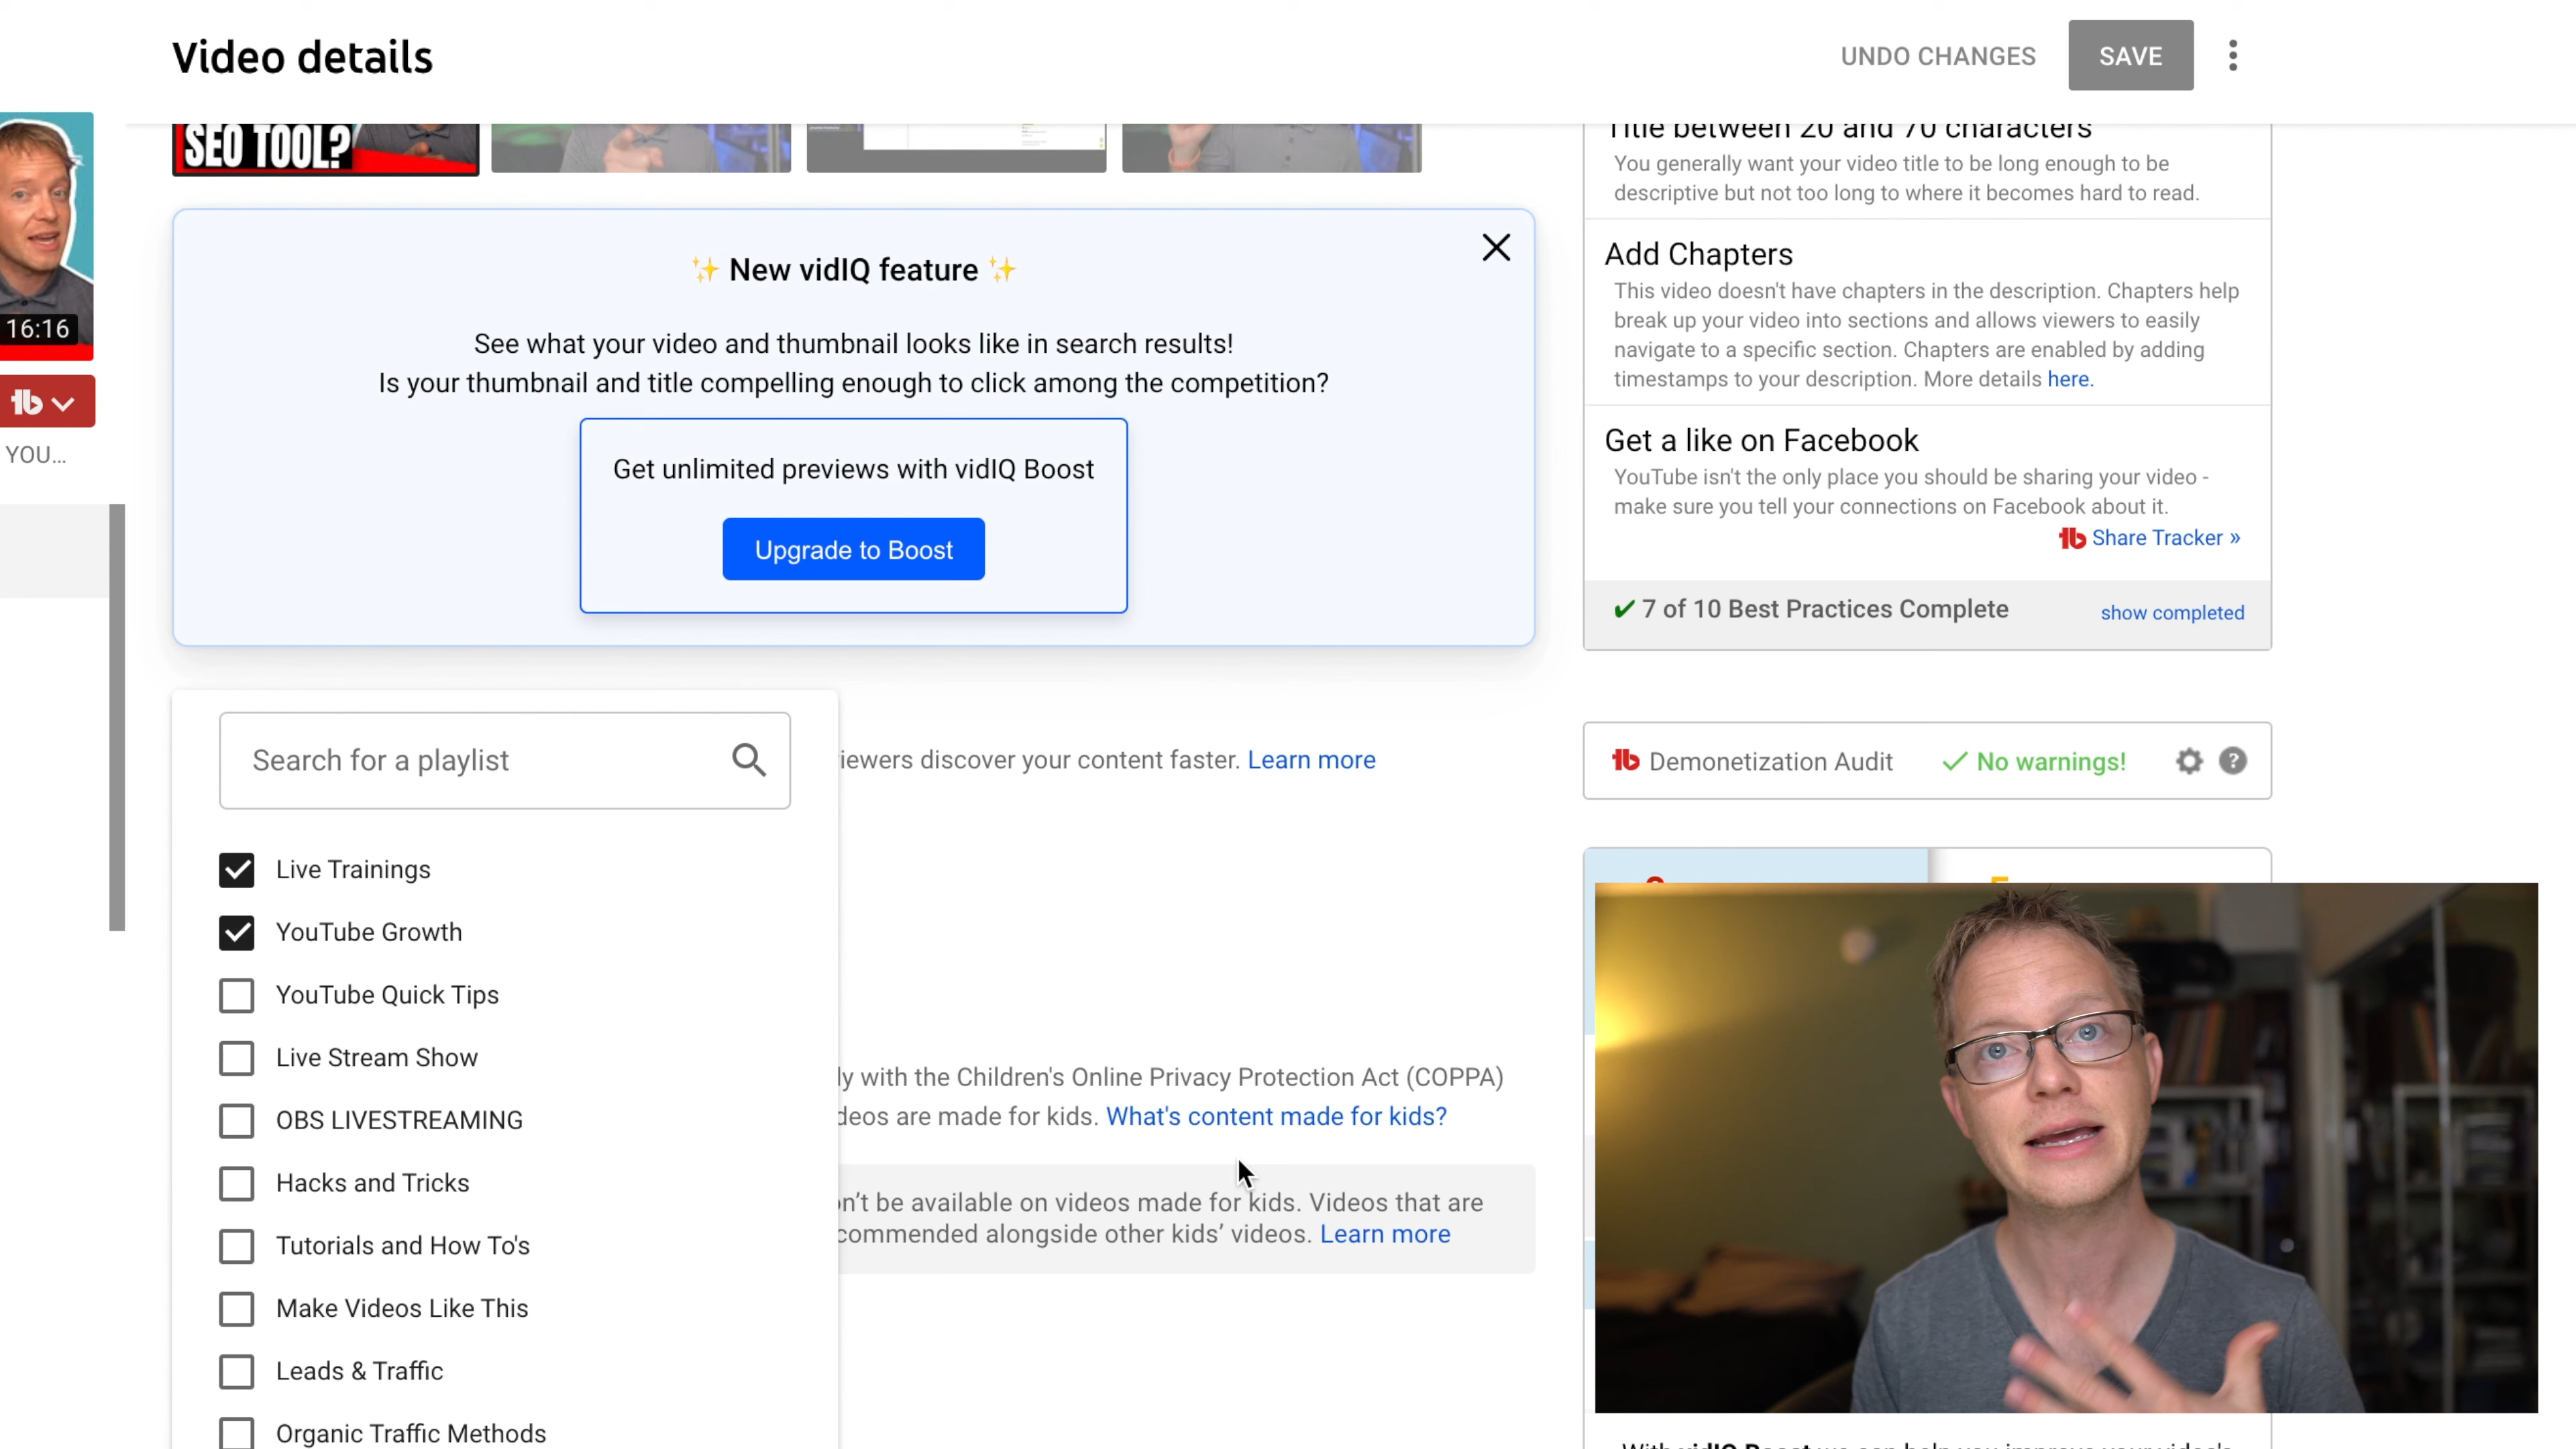 Video details
UNDO CHANGES
SAVE
SEO TOOL?
16:16
YOU...
✨ New vidIQ feature ✨
See what your video and thumbnail looks like in search results!
Is your thumbnail and title compelling enough to click among the competition?
Get unlimited previews with vidIQ Boost
Upgrade to Boost
Title between 20 and 70 characters
You generally want your video title to be long enough to be
descriptive but not too long to where it becomes hard to read.
Add Chapters
This video doesn't have chapters in the description. Chapters help
break up your video into sections and allows viewers to easily
navigate to a specific section. Chapters are enabled by adding
timestamps to your description. More details here.
Get a like on Facebook
YouTube isn't the only place you should be sharing your video -
make sure you tell your connections on Facebook about it.
Share Tracker »
✔ 7 of 10 Best Practices Complete
show completed
Search for a playlist
Live Trainings
YouTube Growth
YouTube Quick Tips
Live Stream Show
OBS LIVESTREAMING
Hacks and Tricks
Tutorials and How To's
Make Videos Like This
Leads & Traffic
Organic Traffic Methods
iewers discover your content faster. Learn more
ly with the Children's Online Privacy Protection Act (COPPA)
deos are made for kids. What's content made for kids?
on’t be available on videos made for kids. Videos that are
commended alongside other kids’ videos. Learn more
Demonetization Audit
No warnings!
With vidIQ Boost we can help you improve your video's